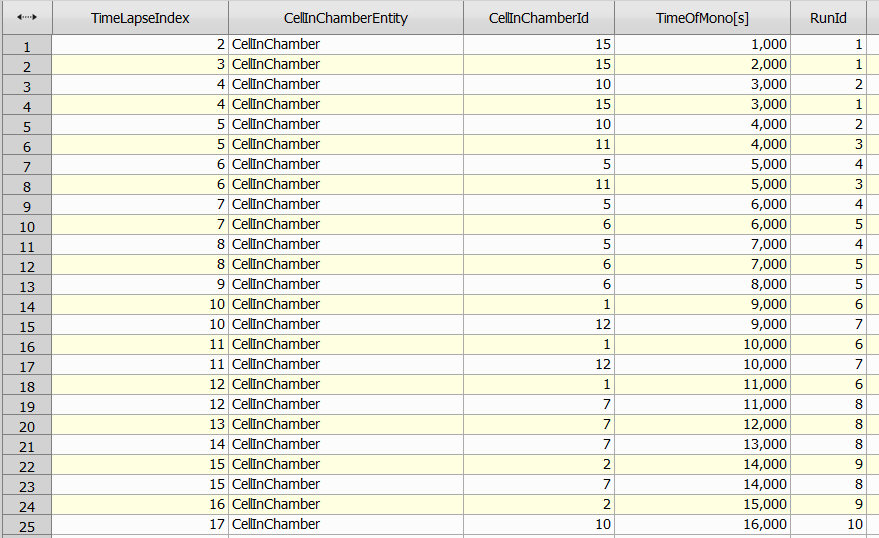 TimeLapseIndex CellInChamberEntity CellInChamberId TimeOfMono[s] RunId
1 2 CellInChamber 15 1,000 1
2 3 CellInChamber 15 2,000 1
3 4 CellInChamber 10 3,000 2
4 4 CellInChamber 15 3,000 1
5 5 CellInChamber 10 4,000 2
6 5 CellInChamber 11 4,000 3
7 6 CellInChamber 5 5,000 4
8 6 CellInChamber 11 5,000 3
9 7 CellInChamber 5 6,000 4
10 7 CellInChamber 6 6,000 5
11 8 CellInChamber 5 7,000 4
12 8 CellInChamber 6 7,000 5
13 9 CellInChamber 6 8,000 5
14 10 CellInChamber 1 9,000 6
15 10 CellInChamber 12 9,000 7
16 11 CellInChamber 1 10,000 6
17 11 CellInChamber 12 10,000 7
18 12 CellInChamber 1 11,000 6
19 12 CellInChamber 7 11,000 8
20 13 CellInChamber 7 12,000 8
21 14 CellInChamber 7 13,000 8
22 15 CellInChamber 2 14,000 9
23 15 CellInChamber 7 14,000 8
24 16 CellInChamber 2 15,000 9
25 17 CellInChamber 10 16,000 10